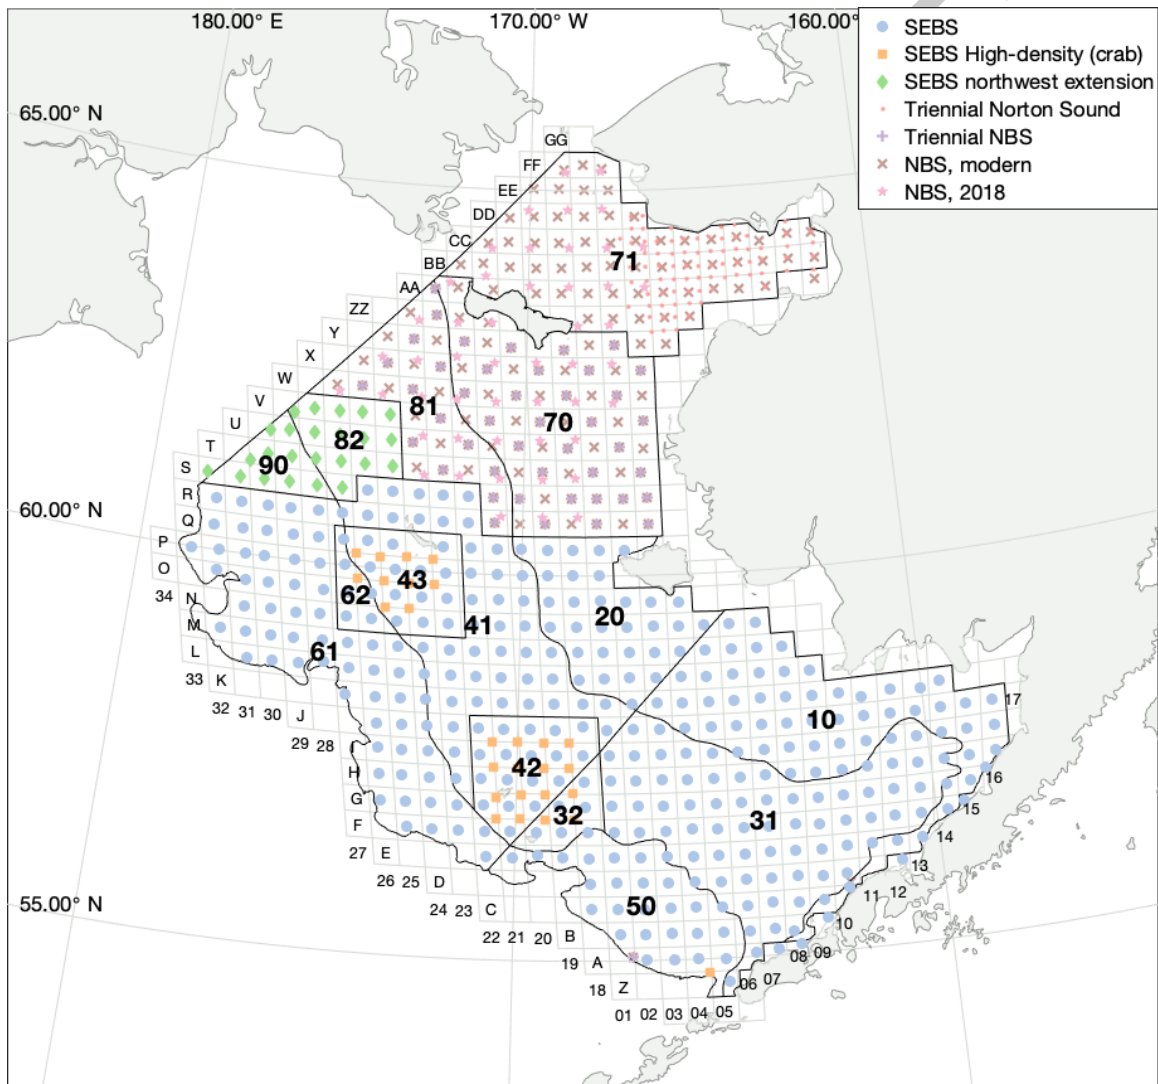 180.00° E
170.00° W
160.00°
SEBS
SEBS High-density (crab)
SEBS northwest extension
Triennial Norton Sound
Triennial NBS
NBS, modern
NBS, 2018
65.00° N
GG
FF
EE
DD
CC
71
BB
AA
ZZ
Y
X
W
81
V
70
U
82
T
90
S
R
60.00° N
Q
P
O
43
34
N
62
20
M
41
L
61
33
K
17
32
31
30
J
10
29
28
I
42
H
16
G
15
32
31
F
14
27
E
13
26
25
D
12
11
50
24
23
C
55.00° N
10
22
21
20
B
09
08
19
A
07
06
18
Z
05
04
03
02
01